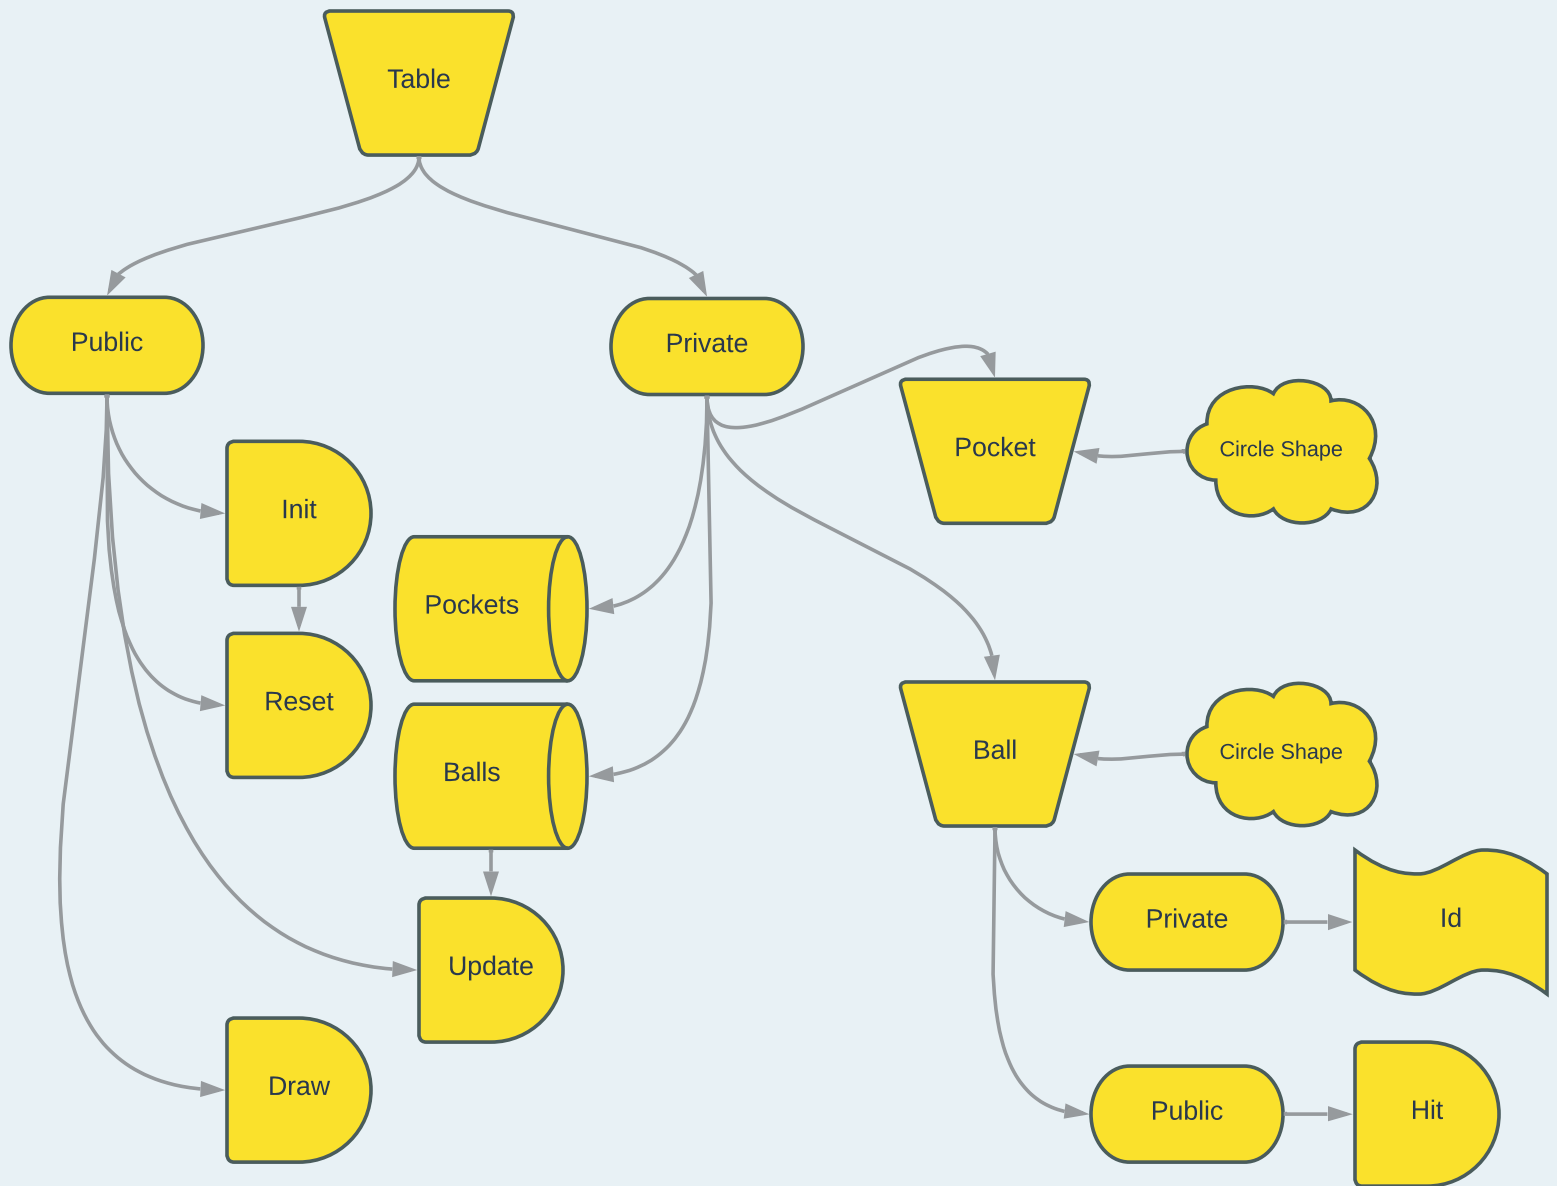 Table
Public
Private
Pocket
Circle Shape
Init
Pockets
Reset
Balls
Ball
Circle Shape
Update
Private
Id
Draw
Public
Hit